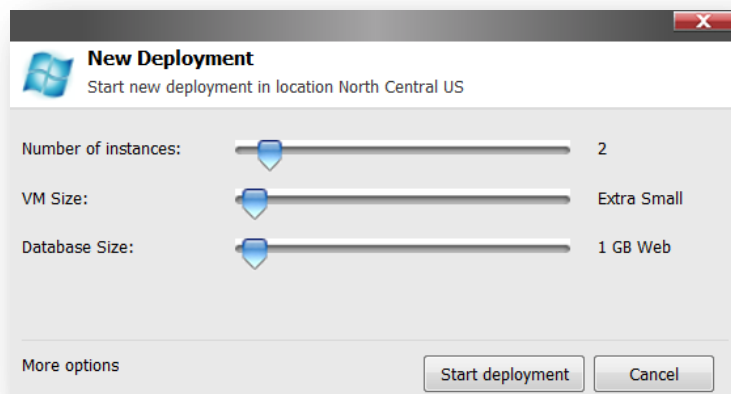 New Deployment
Start new deployment in location North Central US
Number of instances: 2
VM Size: Extra Small
Database Size: 1 GB Web
More options Start deployment Cancel